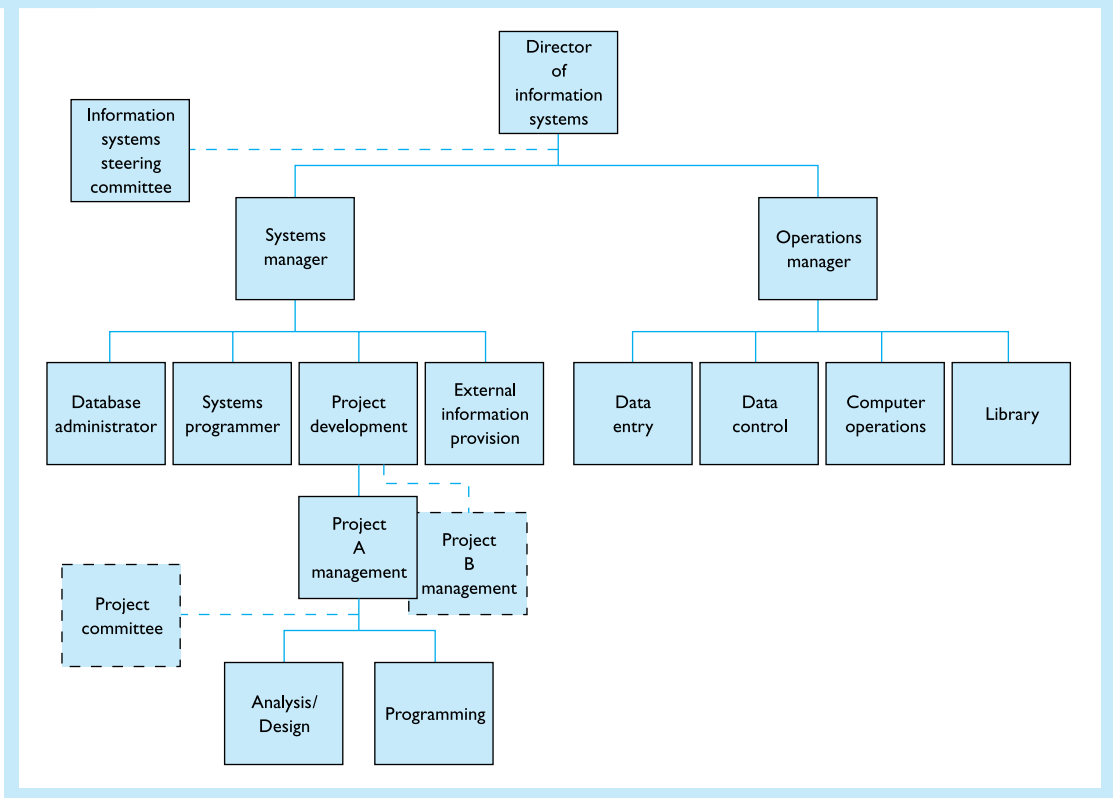 Director
of
information
systems
Information
systems
steering
committee
Systems
manager
Operations
manager
Database
administrator
Systems
programmer
Project
development
External
information
provision
Data
entry
Data
control
Computer
operations
Library
Project
A
management
Project
B
management
Project
committee
Analysis/
Design
Programming